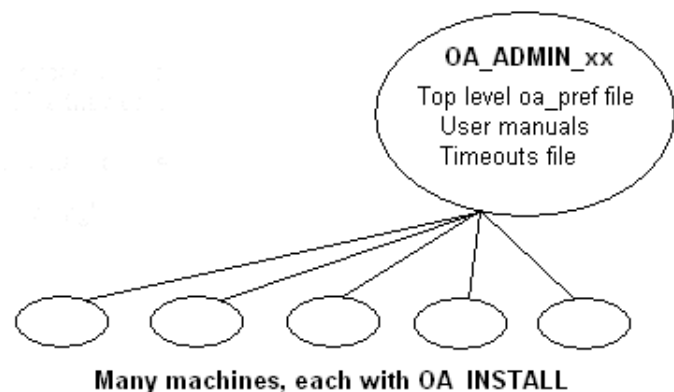 OA_ADMIN_xx
Top level oa_pref file
User manuals
Timeouts file
Many machines, each with OA_INSTALL